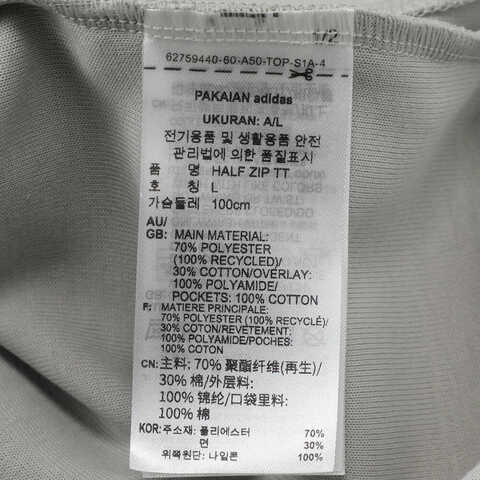 1/2
62759440-60-A50-TOP-S1A-4
PAKAIAN adidas
UKURAN: A/L
전기용품 및 생활용품 안전
관리법에 의한 품질표시
품 명 HALF ZIP TT
호 칭 L
가슴둘레 100cm
AU/
GB: MAIN MATERIAL:
70% POLYESTER
(100% RECYCLED)/
30% COTTON/OVERLAY:
100% POLYAMIDE/
POCKETS: 100% COTTON
F: MATIERE PRINCIPALE:
70% POLYESTER (100% RECYCLÉ)/
30% COTON/REVÊTEMENT:
100% POLYAMIDE/POCHES:
100% COTON
CN: 主料: 70% 聚酯纤维(再生)/
30% 棉/外层料:
100% 锦纶/口袋里料:
100% 棉
KOR: 주소재: 폴리에스터 70%
면 30%
위쪽원단: 나일론 100%